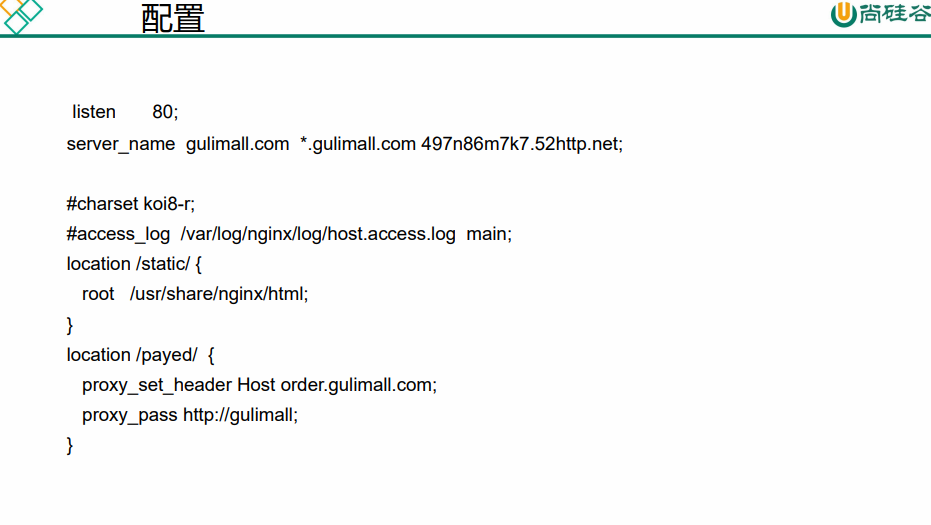 配置
尚硅谷
listen 80;
server_name gulimall.com *.gulimall.com 497n86m7k7.52http.net;
#charset koi8-r;
#access_log /var/log/nginx/log/host.access.log main;
location /static/ {
root /usr/share/nginx/html;
}
location /payed/ {
proxy_set_header Host order.gulimall.com;
proxy_pass http://gulimall;
}